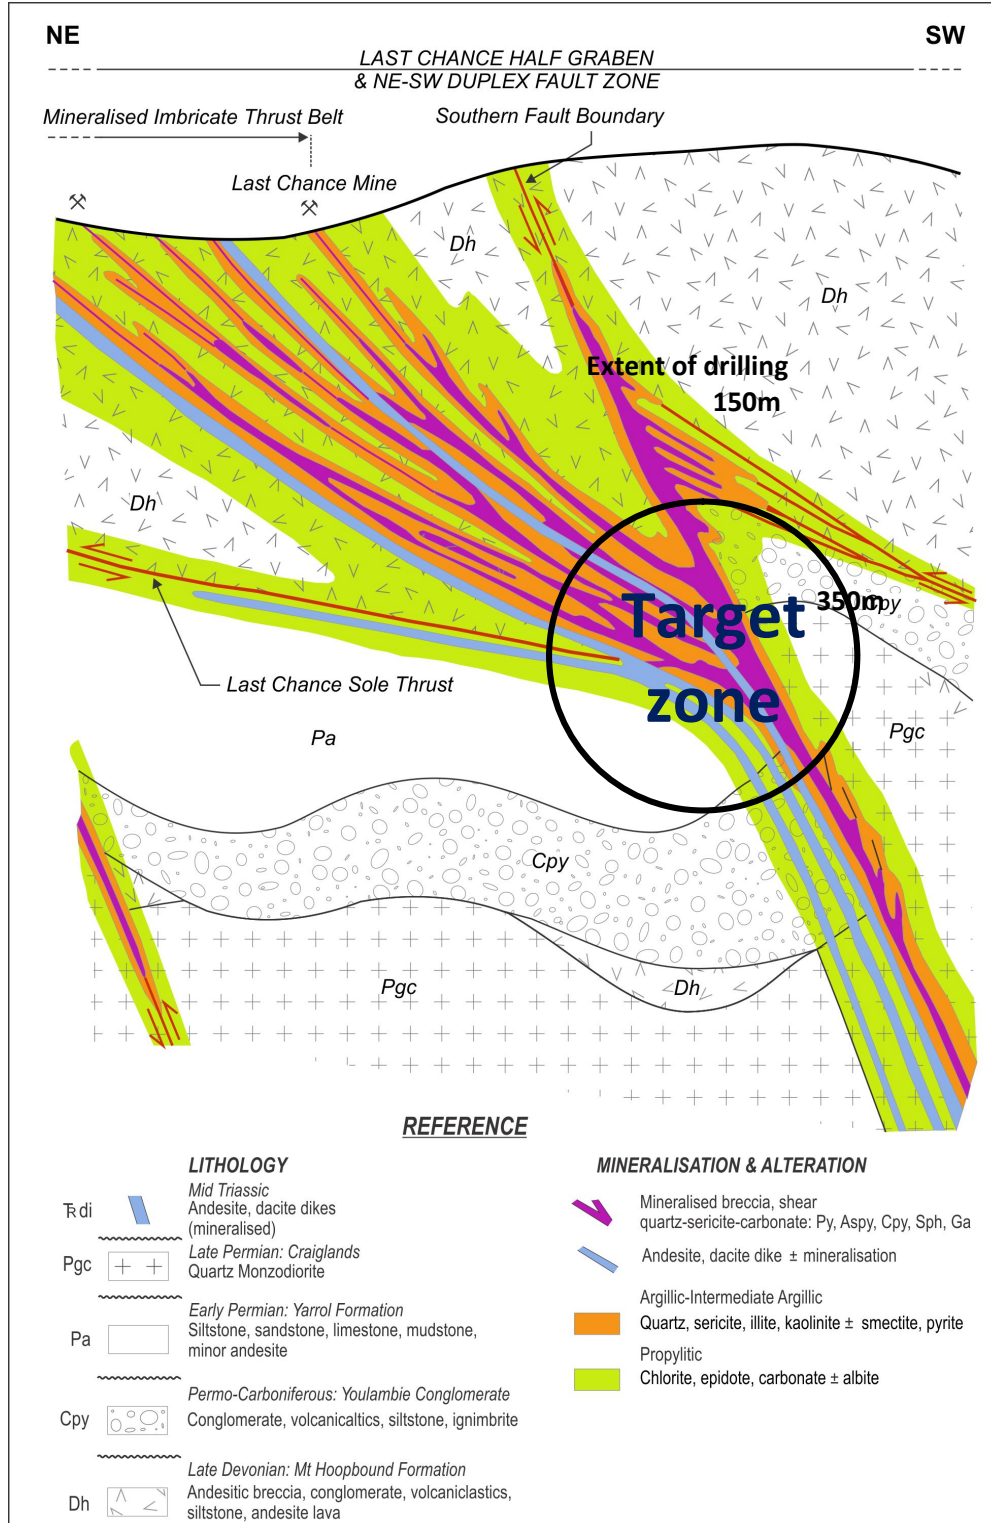 NE
SW
LAST CHANCE HALF GRABEN
& NE-SW DUPLEX FAULT ZONE
Mineralised Imbricate Thrust Belt
Southern Fault Boundary
Last Chance Mine
Dh
Dh
Extent of drilling
150m
Dh
350m
Cpy
Target
zone
Last Chance Sole Thrust
Pa
Pgc
Cpy
Pgc
Dh
REFERENCE
LITHOLOGY
Mid Triassic
TR di
Andesite, dacite dikes
(mineralised)
Late Permian: Craiglands
Pgc
Quartz Monzodiorite
Early Permian: Yarrol Formation
Pa
Siltstone, sandstone, limestone, mudstone,
minor andesite
Permo-Carboniferous: Youlambie Conglomerate
Cpy
Conglomerate, volcanicaltics, siltstone, ignimbrite
Late Devonian: Mt Hoopbound Formation
Dh
Andesitic breccia, conglomerate, volcaniclastics,
siltstone, andesite lava
MINERALISATION & ALTERATION
Mineralised breccia, shear
quartz-sericite-carbonate: Py, Aspy, Cpy, Sph, Ga
Andesite, dacite dike ± mineralisation
Argillic-Intermediate Argillic
Quartz, sericite, illite, kaolinite ± smectite, pyrite
Propylitic
Chlorite, epidote, carbonate ± albite